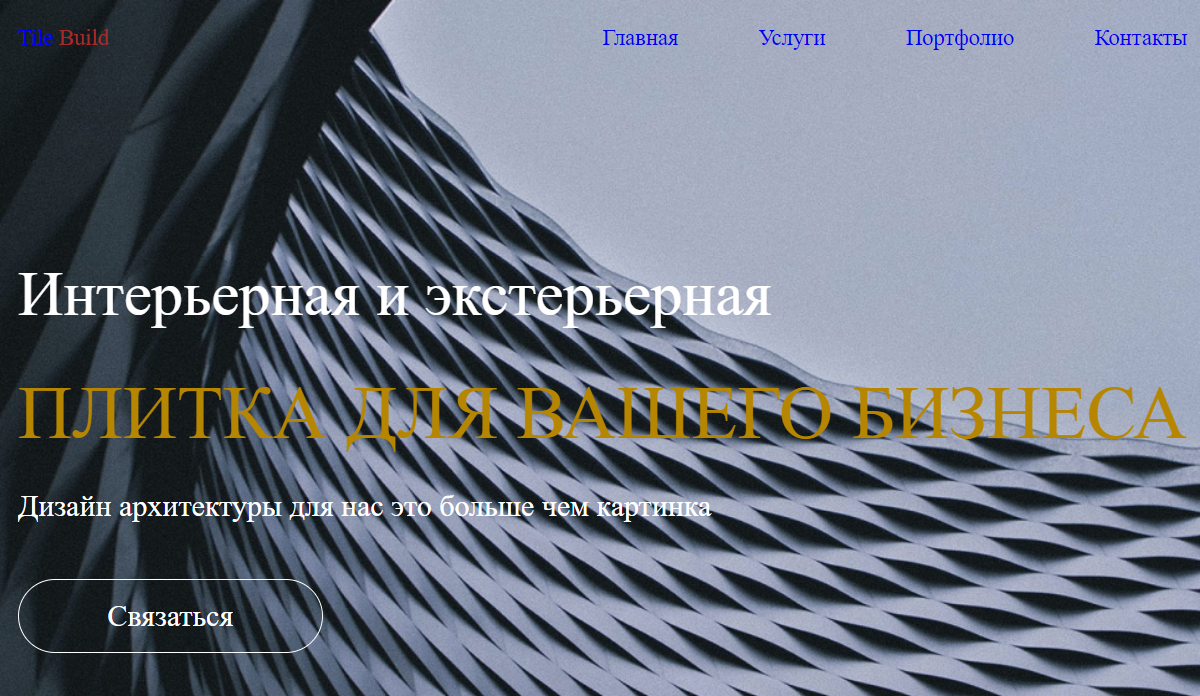 Tile Build
Главная Услуги Портфолио Контакты
Интерьерная и экстерьерная
ПЛИТКА ДЛЯ ВАШЕГО БИЗНЕСА
Дизайн архитектуры для нас это больше чем картинка
Связаться